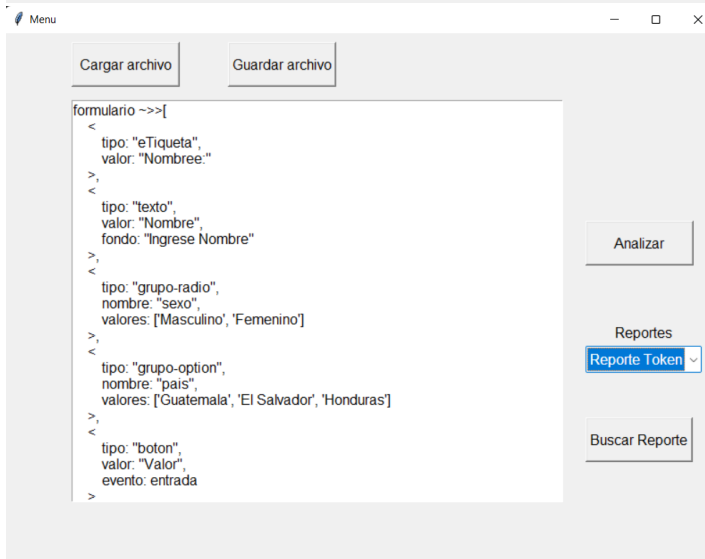 Menu
Cargar archivo
Guardar archivo
formulario ~>>[
<
tipo: "eTiqueta",
valor: "Nombree:"
>,
<
tipo: "texto",
valor: "Nombre",
fondo: "Ingrese Nombre"
>,
<
tipo: "grupo-radio",
nombre: "sexo",
valores: ['Masculino', 'Femenino']
>,
<
tipo: "grupo-option",
nombre: "pais",
valores: ['Guatemala', 'El Salvador', 'Honduras']
>,
<
tipo: "boton",
valor: "Valor",
evento: entrada
>
Analizar
Reportes
Reporte Token
Buscar Reporte